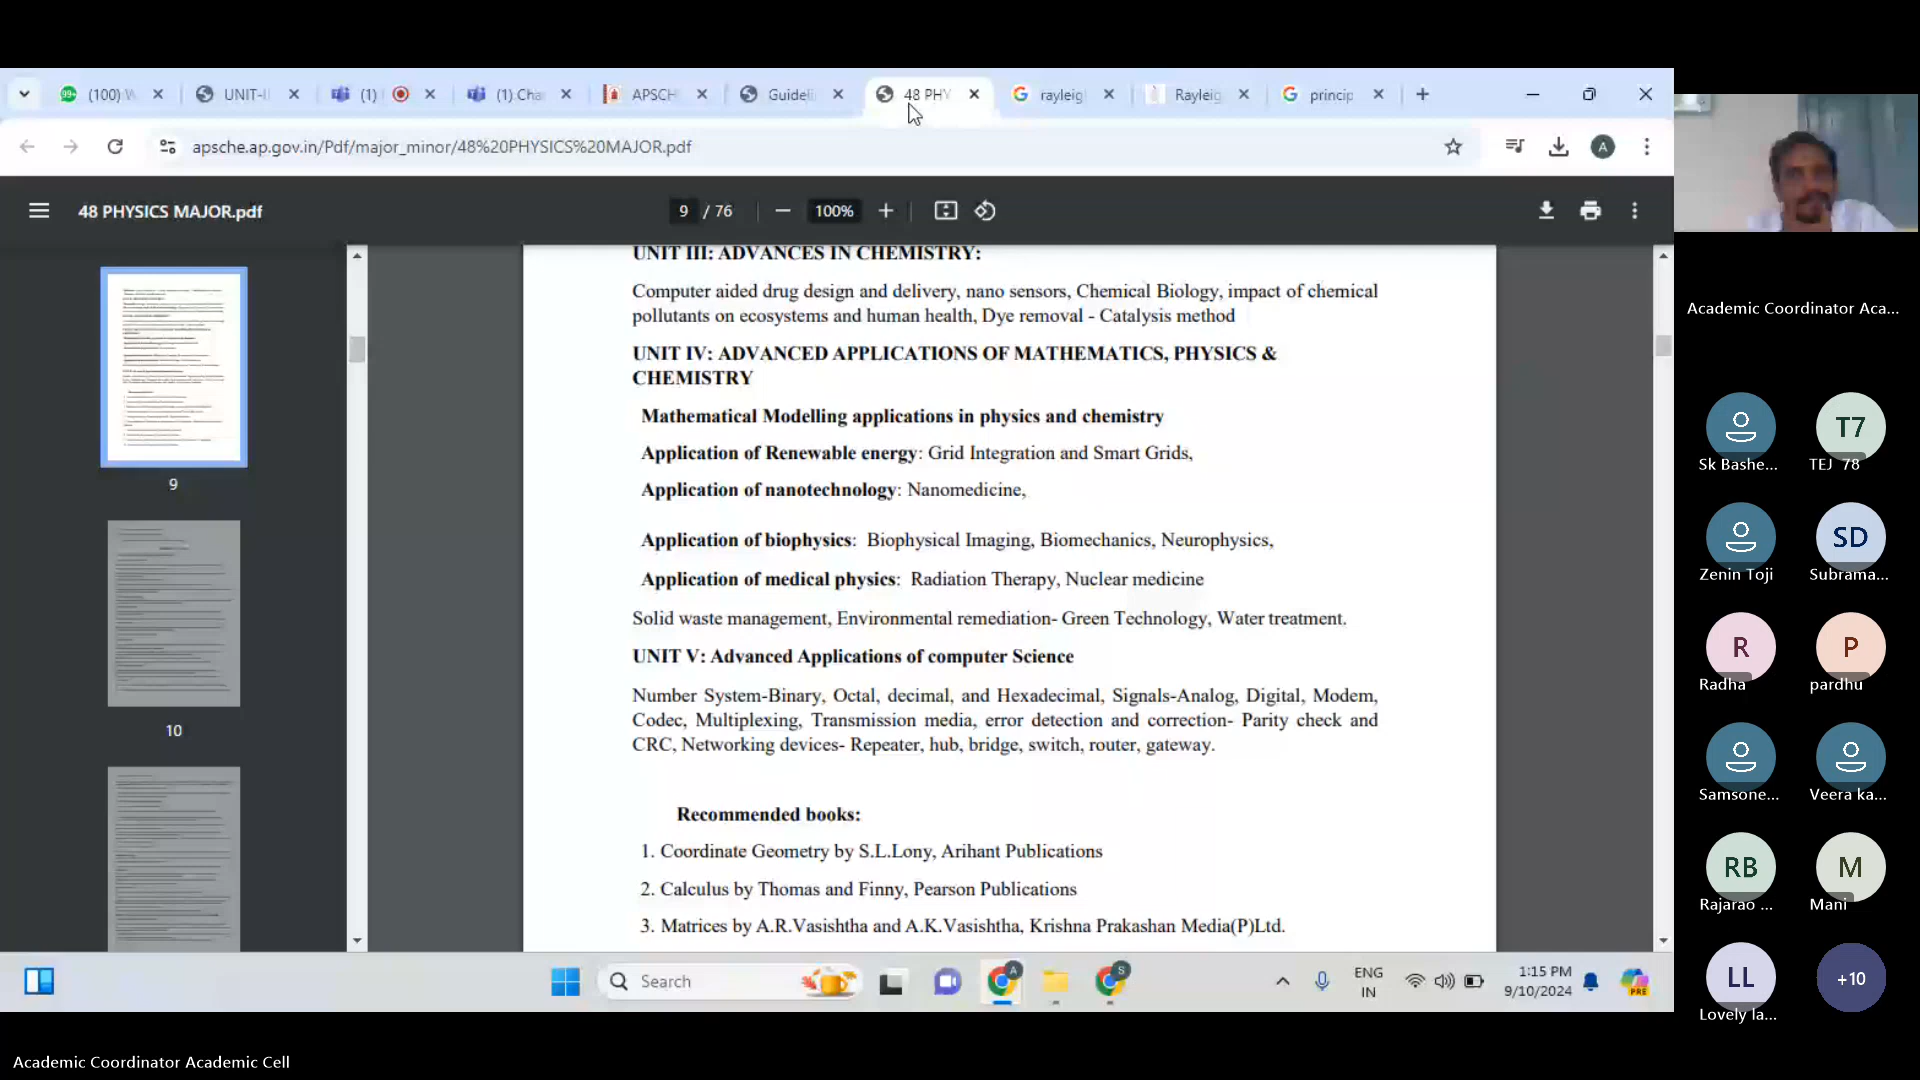 (100) W
UNIT-II
(1)
(1) Cha
APSCH
Guideli
48 PHY
rayleig
Rayleig
princip
apsche.ap.gov.in/Pdf/major_minor/48%20PHYSICS%20MAJOR.pdf
A
48 PHYSICS MAJOR.pdf
9 / 76
100%
9
10
UNIT III: ADVANCES IN CHEMISTRY:
Computer aided drug design and delivery, nano sensors, Chemical Biology, impact of chemical
pollutants on ecosystems and human health, Dye removal - Catalysis method
UNIT IV: ADVANCED APPLICATIONS OF MATHEMATICS, PHYSICS &
CHEMISTRY
Mathematical Modelling applications in physics and chemistry
Application of Renewable energy: Grid Integration and Smart Grids,
Application of nanotechnology: Nanomedicine,
Application of biophysics: Biophysical Imaging, Biomechanics, Neurophysics,
Application of medical physics: Radiation Therapy, Nuclear medicine
Solid waste management, Environmental remediation- Green Technology, Water treatment.
UNIT V: Advanced Applications of computer Science
Number System-Binary, Octal, decimal, and Hexadecimal, Signals-Analog, Digital, Modem,
Codec, Multiplexing, Transmission media, error detection and correction- Parity check and
CRC, Networking devices- Repeater, hub, bridge, switch, router, gateway.
Recommended books:
1. Coordinate Geometry by S.L.Lony, Arihant Publications
2. Calculus by Thomas and Finny, Pearson Publications
3. Matrices by A.R.Vasishtha and A.K.Vasishtha, Krishna Prakashan Media(P)Ltd.
Search
ENG
IN
1:15 PM
9/10/2024
Academic Coordinator Aca...
T7
Sk Bashe...
TEJ 78
SD
Zenin Toji
Subrama...
R
P
Radha
pardhu
Samsone...
Veera ka...
RB
M
Rajarao ...
Mani
LL
+10
Lovely la...
Academic Coordinator Academic Cell